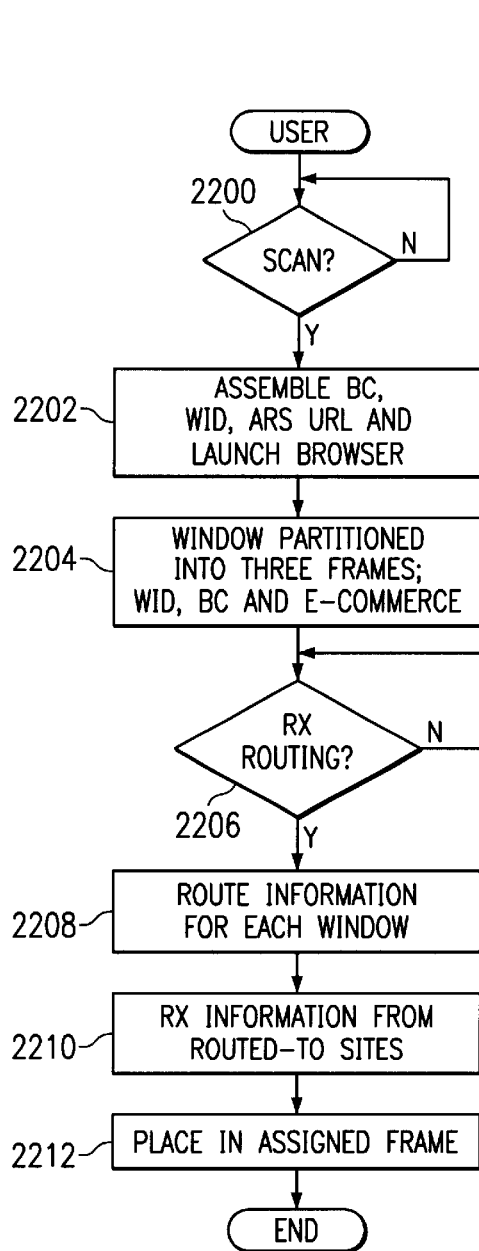 USER
2200
SCAN?
N
Y
2202
ASSEMBLE BC,
WID, ARS URL AND
LAUNCH BROWSER
2204
WINDOW PARTITIONED
INTO THREE FRAMES;
WID, BC AND E-COMMERCE
RX
ROUTING?
N
2206
Y
2208
ROUTE INFORMATION
FOR EACH WINDOW
2210
RX INFORMATION FROM
ROUTED-TO SITES
2212
PLACE IN ASSIGNED FRAME
END